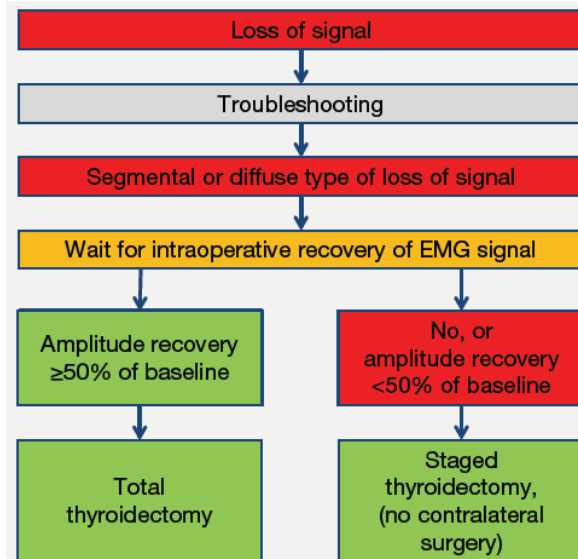 Loss of signal
Troubleshooting
Segmental or diffuse type of loss of signal
Wait for intraoperative recovery of EMG signal
Amplitude recovery
≥50% of baseline
No, or
amplitude recovery
<50% of baseline
Total
thyroidectomy
Staged
thyroidectomy,
(no contralateral
surgery)